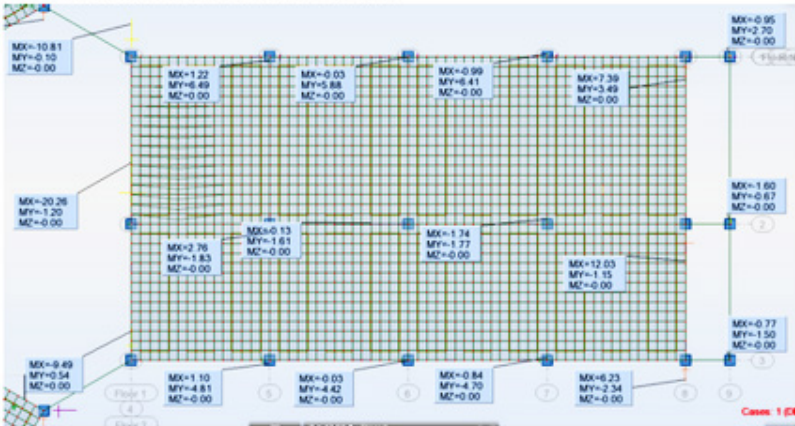 MX=-0.95
MY=2.70
MZ=-0.00
MX=-10.81
MY=-0.10
MZ=-0.00
MX=1.22
MY=6.49
MZ=0.00
MX=-0.03
MY=5.88
MZ=-0.00
MX=-0.99
MY=6.41
MZ=-0.00
MX=7.39
MY=3.49
MZ=0.00
MX=-20.26
MY=-1.20
MZ=-0.00
MX=-1.60
MY=-0.67
MZ=-0.00
2
MX=2.76
MY=-1.83
MZ=-0.00
MX=-0.13
MY=-1.61
MZ=-0.00
MX=-1.74
MY=-1.77
MZ=-0.00
MX=12.03
MY=-1.15
MZ=-0.00
MX=-0.77
MY=-1.50
MZ=-0.00
3
MX=-9.49
MY=0.54
MZ=0.00
MX=1.10
MY=-4.81
MZ=-0.00
MX=-0.03
MY=-4.42
MZ=-0.00
MX=-0.84
MY=-4.70
MZ=0.00
MX=6.23
MY=-2.34
MZ=-0.00
Floor 1
4
5
6
7
8
9
Floor 2
Cases: 1